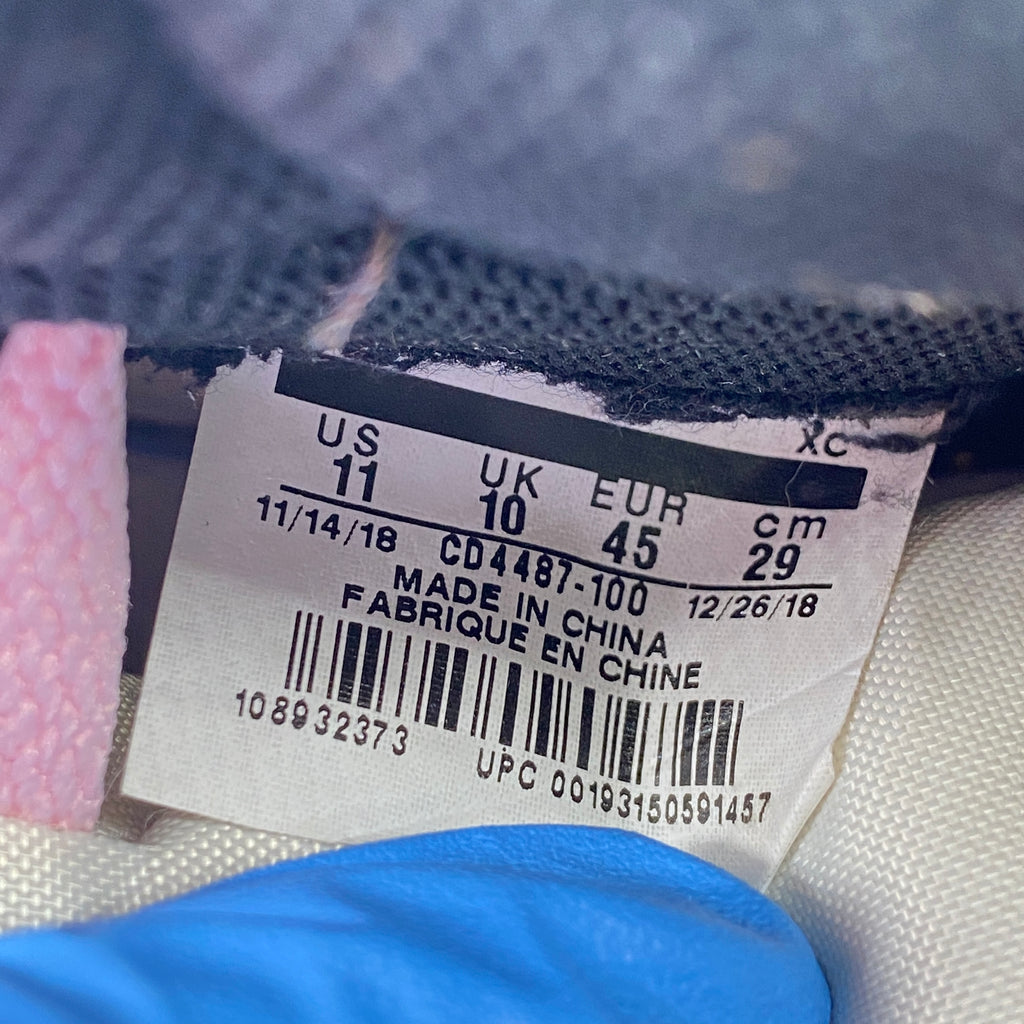 XC
US UK EUR cm
11 10 45 29
11/14/18 CD4487-100 12/26/18
MADE IN CHINA
FABRIQUE EN CHINE
108932373 UPC 00193150591457